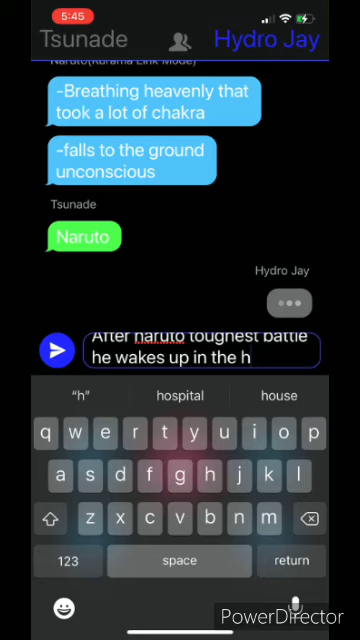 5:45
Tsunade
Hydro Jay
Naruto(Kurama Link Mode)
-Breathing heavenly that
took a lot of chakra
-falls to the ground
unconscious
Tsunade
Naruto
Hydro Jay
After naruto toughest battle
he wakes up in the h
“h” hospital house
q w e r t y u i o p
a s d f g h j k l
z x c v b n m
123 space return
PowerDirector